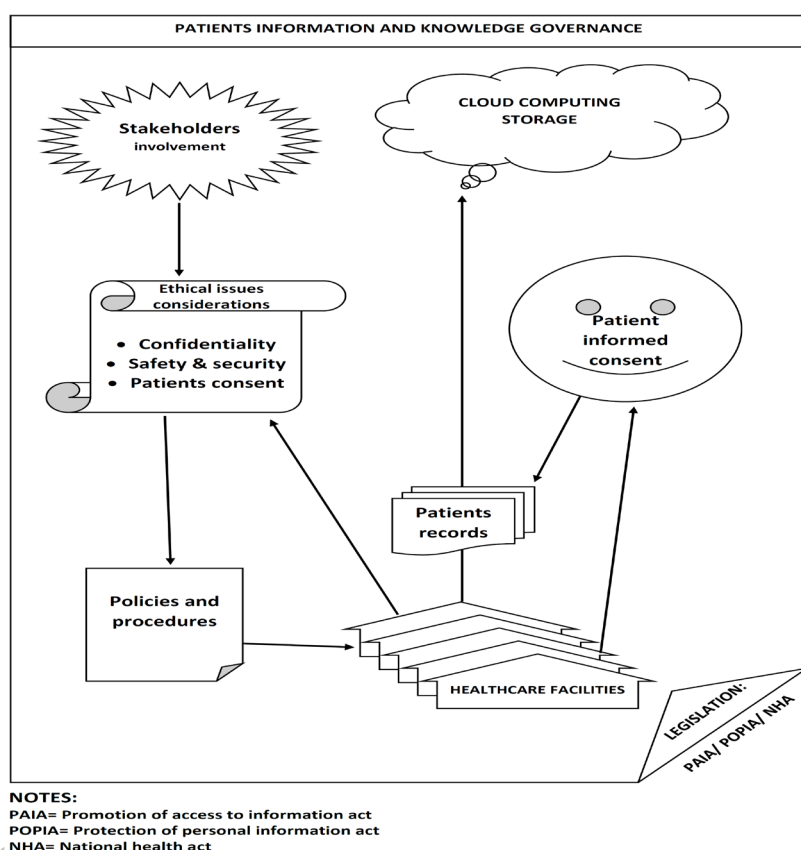 PATIENTS INFORMATION AND KNOWLEDGE GOVERNANCE
Stakeholders
involvement
CLOUD COMPUTING
STORAGE
Ethical issues
considerations
• Confidentiality
• Safety & security
• Patients consent
Patient
informed
consent
Patients
records
Policies and
procedures
HEALTHCARE FACILITIES
LEGISLATION:
PAIA/ POPIA/ NHA
NOTES:
PAIA= Promotion of access to information act
POPIA= Protection of personal information act
NHA= National health act